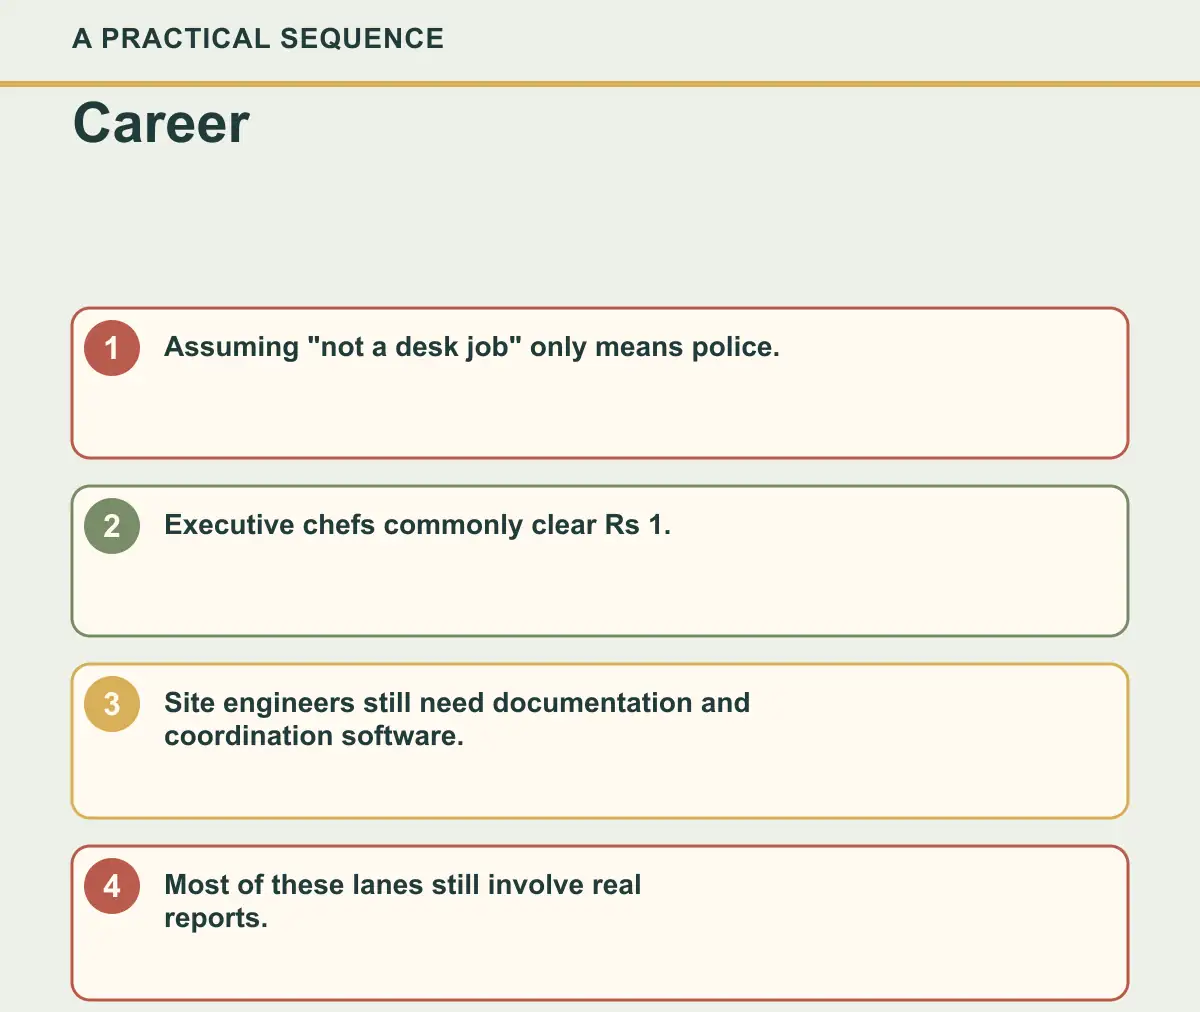 A PRACTICAL SEQUENCE
Career
1
Assuming "not a desk job" only means police.
2
Executive chefs commonly clear Rs 1.
3
Site engineers still need documentation and
coordination software.
4
Most of these lanes still involve real
reports.